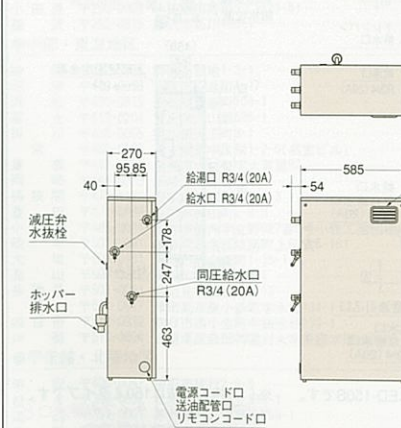 270
585
95 85
40
54
給湯口 R3/4(20A)
給水口 R3/4(20A)
減圧弁
水抜栓
178
247
同圧給水口
R3/4(20A)
ホッパー
排水口
463
電源コード口
送油配管口
リモコンコード口